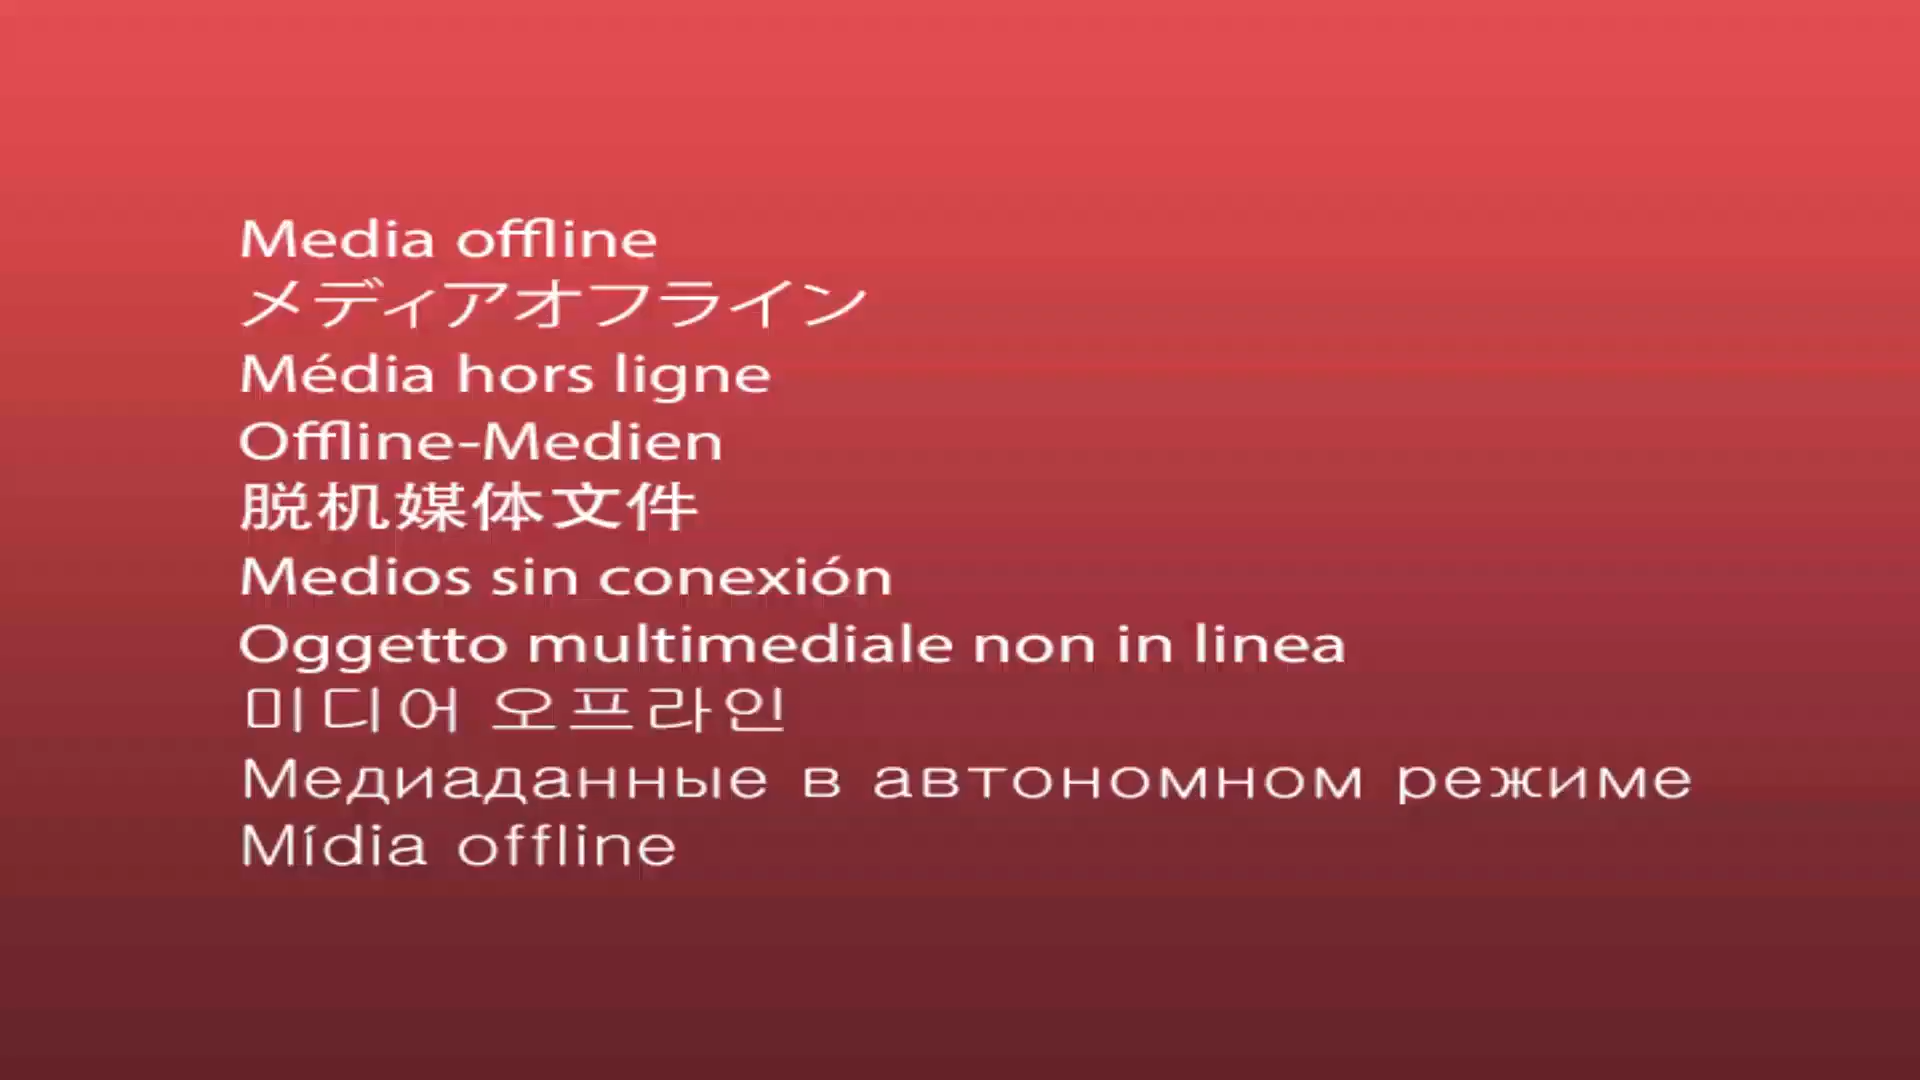 Media offline
メディアオフライン
Média hors ligne
Offline-Medien
脱机媒体文件
Medios sin conexión
Oggetto multimediale non in linea
미디어 오프라인
Медиаданные в автономном режиме
Mídia offline